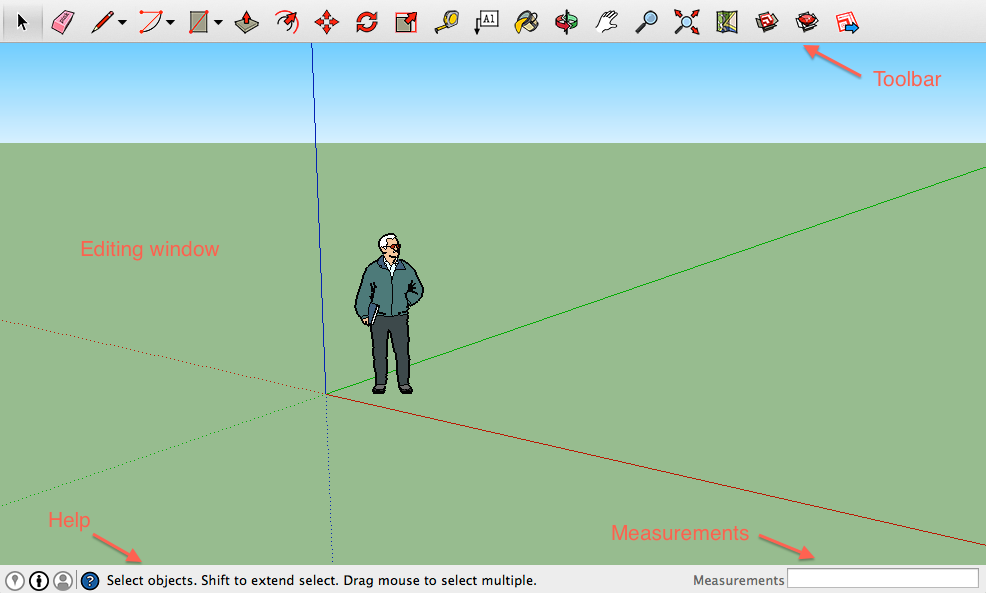 A1
Toolbar
Editing window
Help
Measurements
Select objects. Shift to extend select. Drag mouse to select multiple.
Measurements